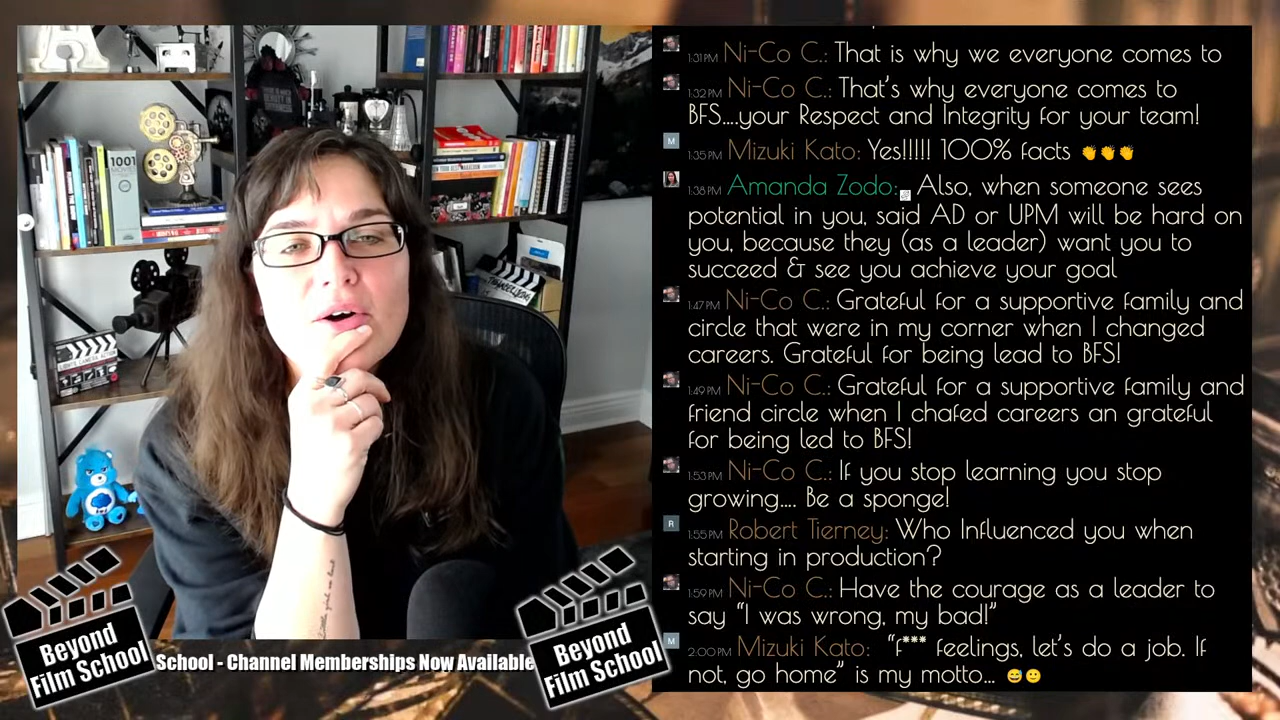 1:31 PM Ni-Co C.: That is why we everyone comes to
1:32 PM Ni-Co C.: That's why everyone comes to
BFS....your Respect and Integrity for your team!
M 1:35 PM Mizuki Kato: Yes!!!!! 100% facts 👏👏👏
1:38 PM Amanda Zodo: Also, when someone sees
potential in you.. said AD or UPM will be hard on
you, because they (as a leader) want you to
succeed & see you achieve your goal
1:47 PM Ni-Co C.: Grateful for a supportive family and
circle that were in my corner when I changed
careers. Grateful for being lead to BFS!
1:49 PM Ni-Co C.: Grateful for a supportive family and
friend circle when I chafed careers an grateful
for being led to BFS!
1:53 PM Ni-Co C.: If you stop learning you stop
growing.... Be a sponge!
R 1:55 PM Robert Tierney: Who Influenced you when
starting in production?
1:59 PM Ni-Co C.: Have the courage as a leader to
say "I was wrong, my bad!"
M 2:00 PM Mizuki Kato: "f*** feelings, let's do a job. If
not, go home" is my motto... 😅🙂
1001
LIGHTS CAMERA ACTION
Beyond
Film School
School - Channel Memberships Now Available
Beyond
Film School